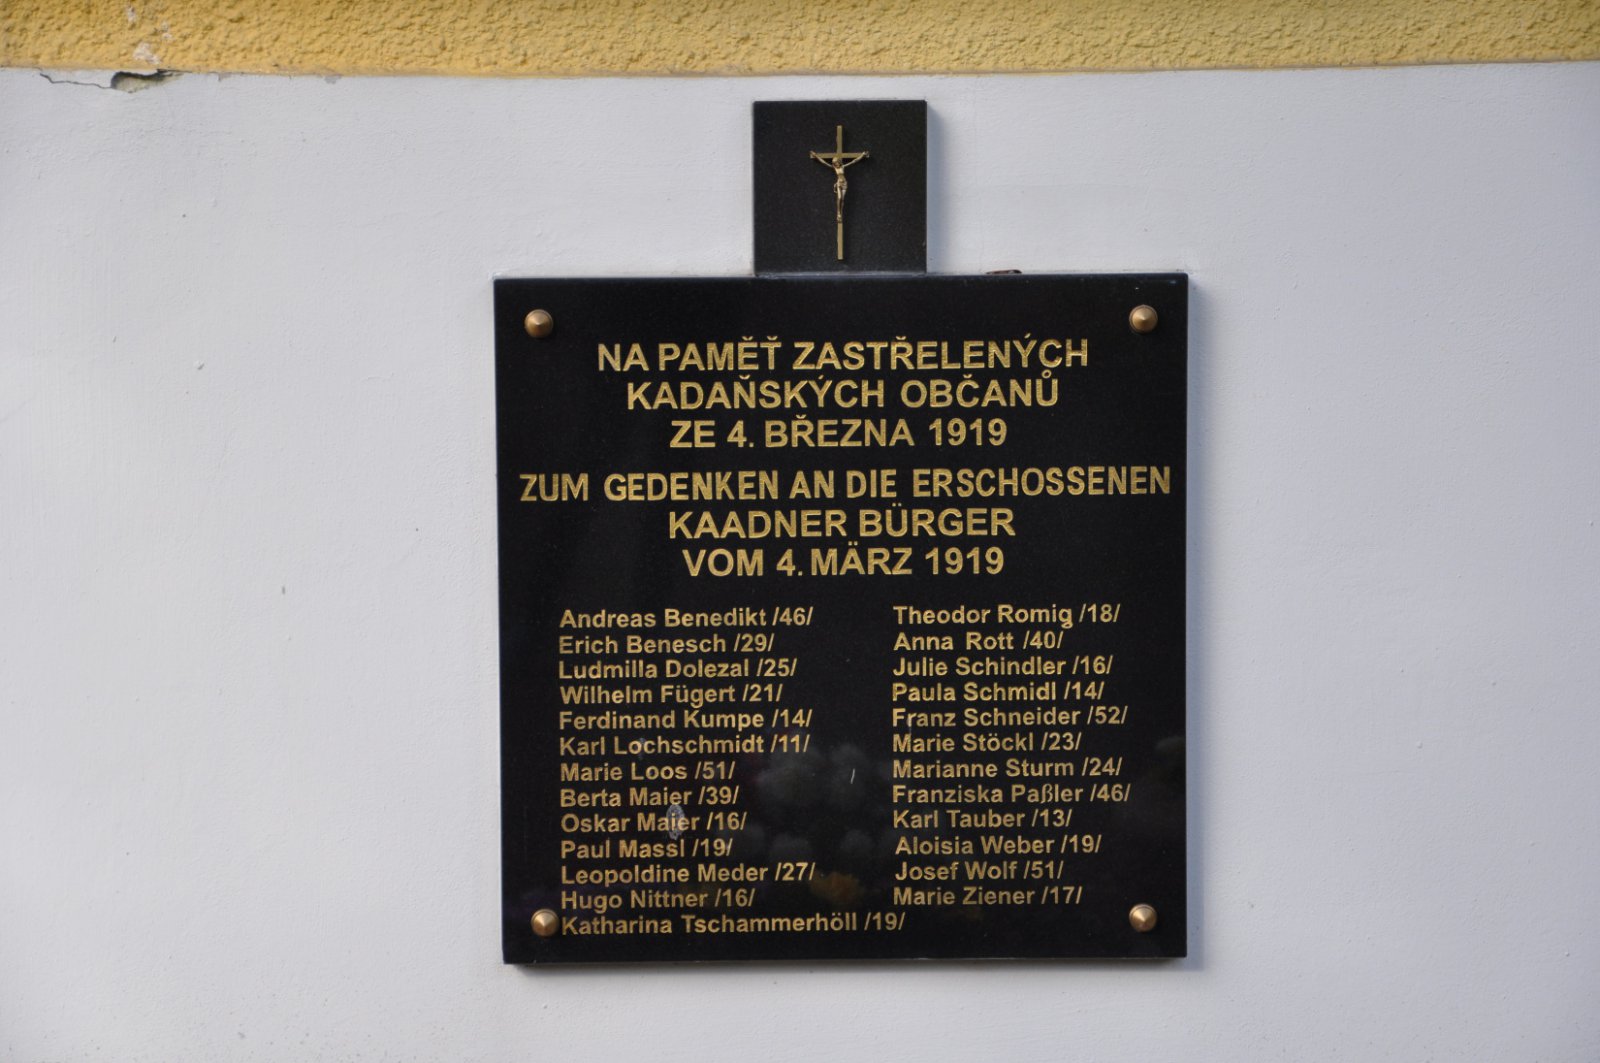 NA PAMĚŤ ZASTŘELENÝCH
KADAŇSKÝCH OBČANŮ
ZE 4. BŘEZNA 1919
ZUM GEDENKEN AN DIE ERSCHOSSENEN
KAADNER BÜRGER
VOM 4. MÄRZ 1919
Andreas Benedikt /46/
Erich Benesch /29/
Ludmilla Dolezal /25/
Wilhelm Fügert /21/
Ferdinand Kumpe /14/
Karl Lochschmidt /11/
Marie Loos /51/
Berta Maier /39/
Oskar Maier /16/
Paul Massl /19/
Leopoldine Meder /27/
Hugo Nittner /16/
Katharina Tschammerhöll /19/
Theodor Romig /18/
Anna Rott /40/
Julie Schindler /16/
Paula Schmidl /14/
Franz Schneider /52/
Marie Stöckl /23/
Marianne Sturm /24/
Franziska Paßler /46/
Karl Tauber /13/
Aloisia Weber /19/
Josef Wolf /51/
Marie Ziener /17/